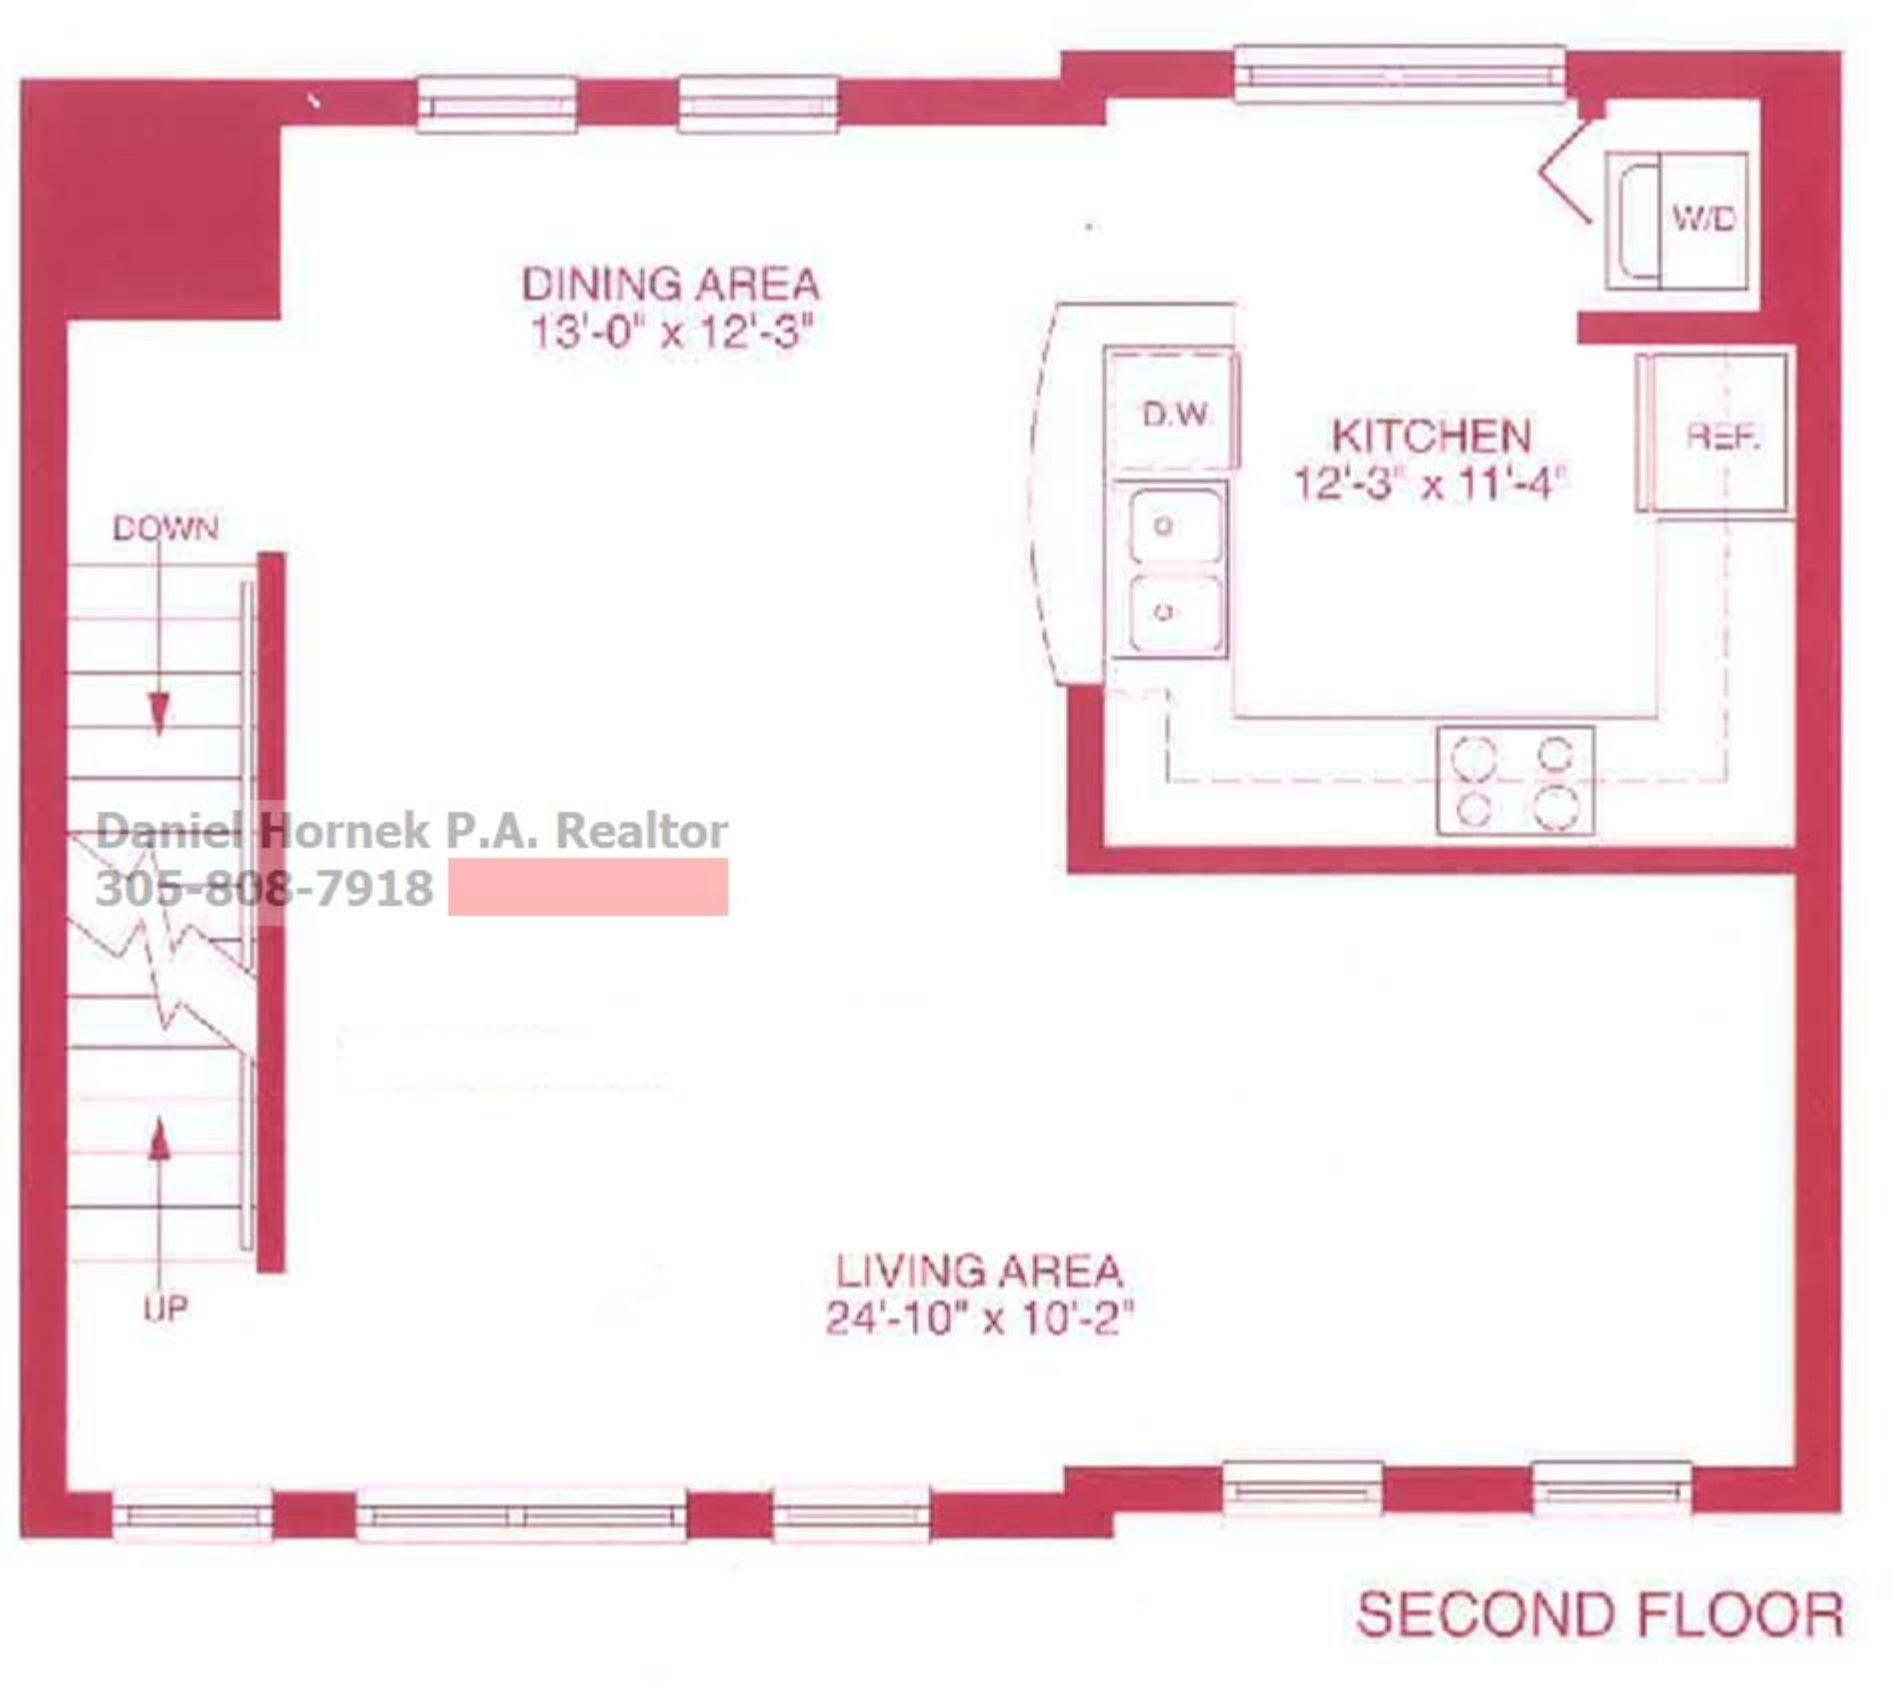 W/D
DINING AREA
13'-0" x 12'-3"
D.W.
KITCHEN
12'-3" x 11'-4"
REF.
DOWN
Daniel Hornek P.A. Realtor
305-808-7918
LIVING AREA
24'-10" x 10'-2"
UP
SECOND FLOOR